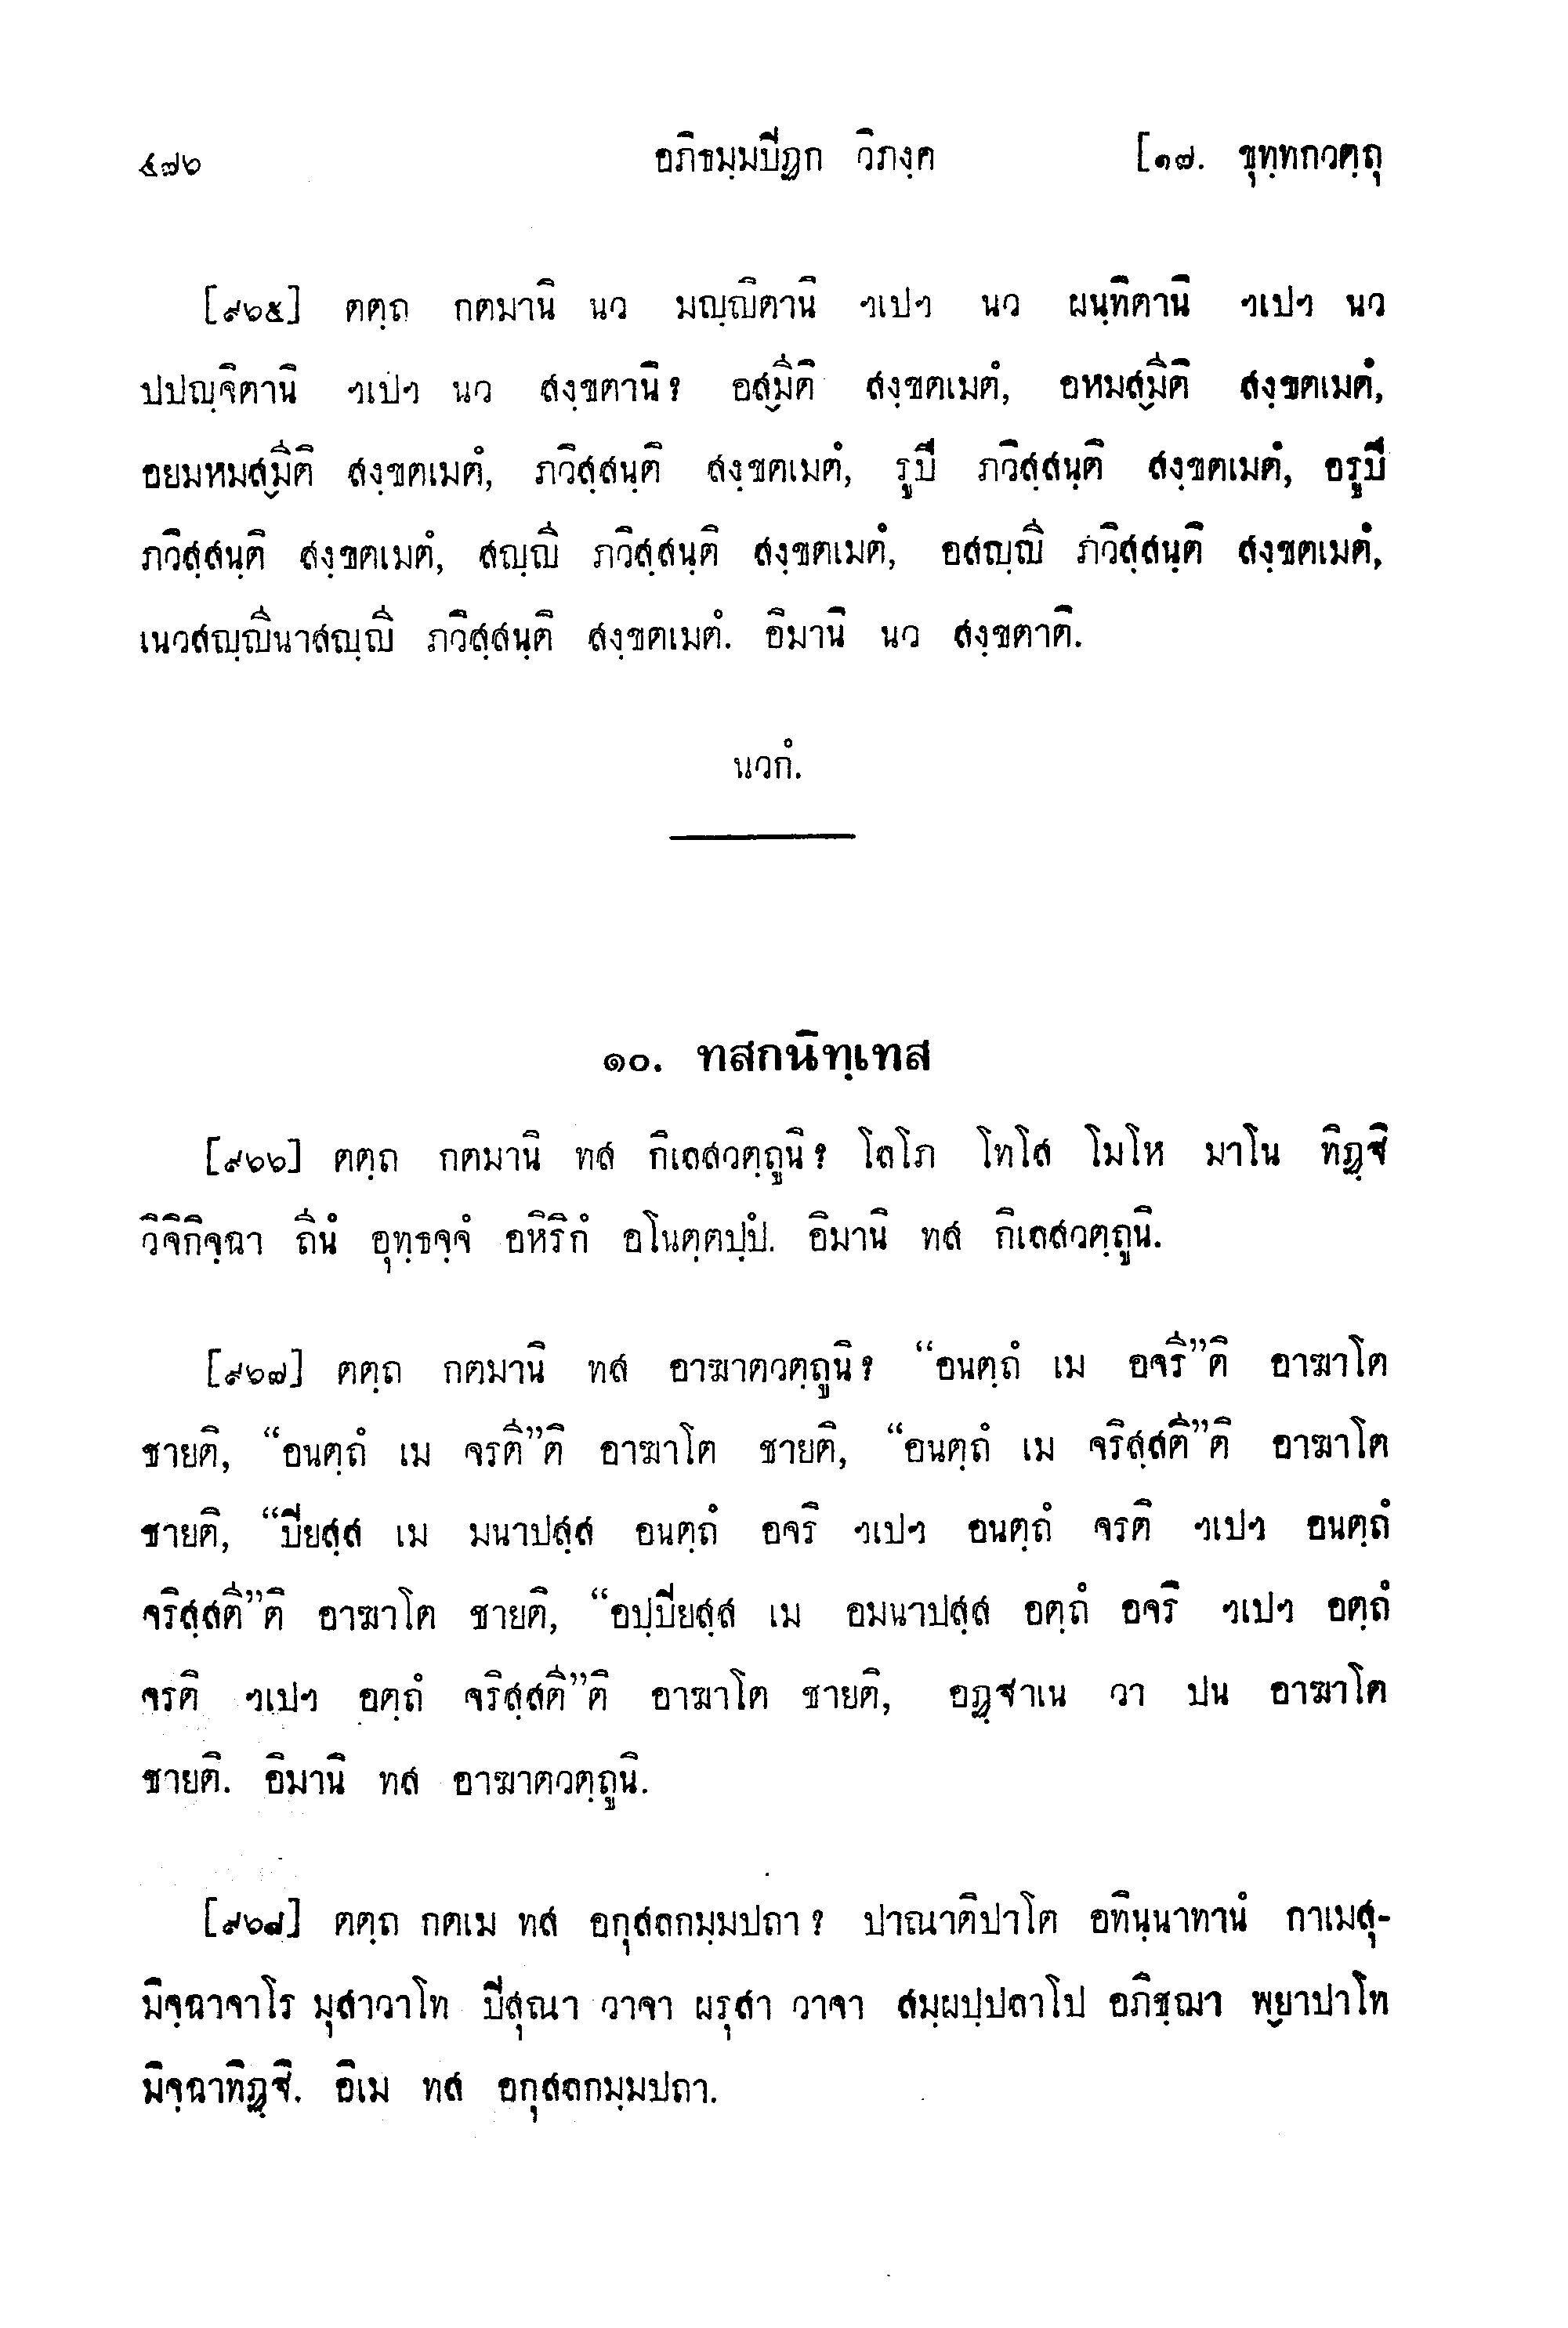 ๔๗๖ อภิธมฺมปิฏก วิภงฺค [๑๗. ขุทฺทกวตฺถุ
[๙๖๕] ตตฺถ กตมานิ นว มญฺญิตานิ ฯเปฯ นว ผนฺทิตานิ ฯเปฯ นว
ปปญฺจิตานิ ฯเปฯ นว สงฺขตานิ? อสฺมีติ สงฺขตเมตํ, อหมสฺมีติ สงฺขตเมตํ,
อยมหมสฺมีติ สงฺขตเมตํ, ภวิสฺสนฺติ สงฺขตเมตํ, รูปี ภวิสฺสนฺติ สงฺขตเมตํ, อรูปี
ภวิสฺสนฺติ สงฺขตเมตํ, สญฺญี ภวิสฺสนฺติ สงฺขตเมตํ, อสญฺญี ภวิสฺสนฺติ สงฺขตเมตํ,
เนวสญฺญีนาสญฺญี ภวิสฺสนฺติ สงฺขตเมตํ. อิมานิ นว สงฺขตาติ.
นวกํ.
๑๐. ทสกนิทฺเทส
[๙๖๖] ตตฺถ กตมานิ ทส กิเลสวตฺถูนิ? โลโภ โทโส โมโห มาโน ทิฏฺฐิ
วิจิกิจฺฉา ถีนํ อุทฺธจฺจํ อหิริกํ อโนตฺตปฺปํ. อิมานิ ทส กิเลสวตฺถูนิ.
[๙๖๗] ตตฺถ กตมานิ ทส อาฆาตวตฺถูนิ? “อนตฺถํ เม อจรี”ติ อาฆาโต
ชายติ, “อนตฺถํ เม จรตี”ติ อาฆาโต ชายติ, “อนตฺถํ เม จริสฺสตี”ติ อาฆาโต
ชายติ, “ปิยสฺส เม มนาปสฺส อนตฺถํ อจริ ฯเปฯ อนตฺถํ จรติ ฯเปฯ อนตฺถํ
จริสฺสตี”ติ อาฆาโต ชายติ, “อปฺปิยสฺส เม อมนาปสฺส อตฺถํ อจริ ฯเปฯ อตฺถํ
จรติ ฯเปฯ อตฺถํ จริสฺสตี”ติ อาฆาโต ชายติ, อฏฺฐาเน วา ปน อาฆาโต
ชายติ. อิมานิ ทส อาฆาตวตฺถูนิ.
[๙๖๘] ตตฺถ กตเม ทส อกุสลกมฺมปถา? ปาณาติปาโต อทินฺนาทานํ กาเมสุ-
มิจฺฉาจาโร มุสาวาโท ปิสุณา วาจา ผรุสา วาจา สมฺผปฺปลาโป อภิชฺฌา พฺยาปาโท
มิจฺฉาทิฏฺฐิ. อิเม ทส อกุสลกมฺมปถา.